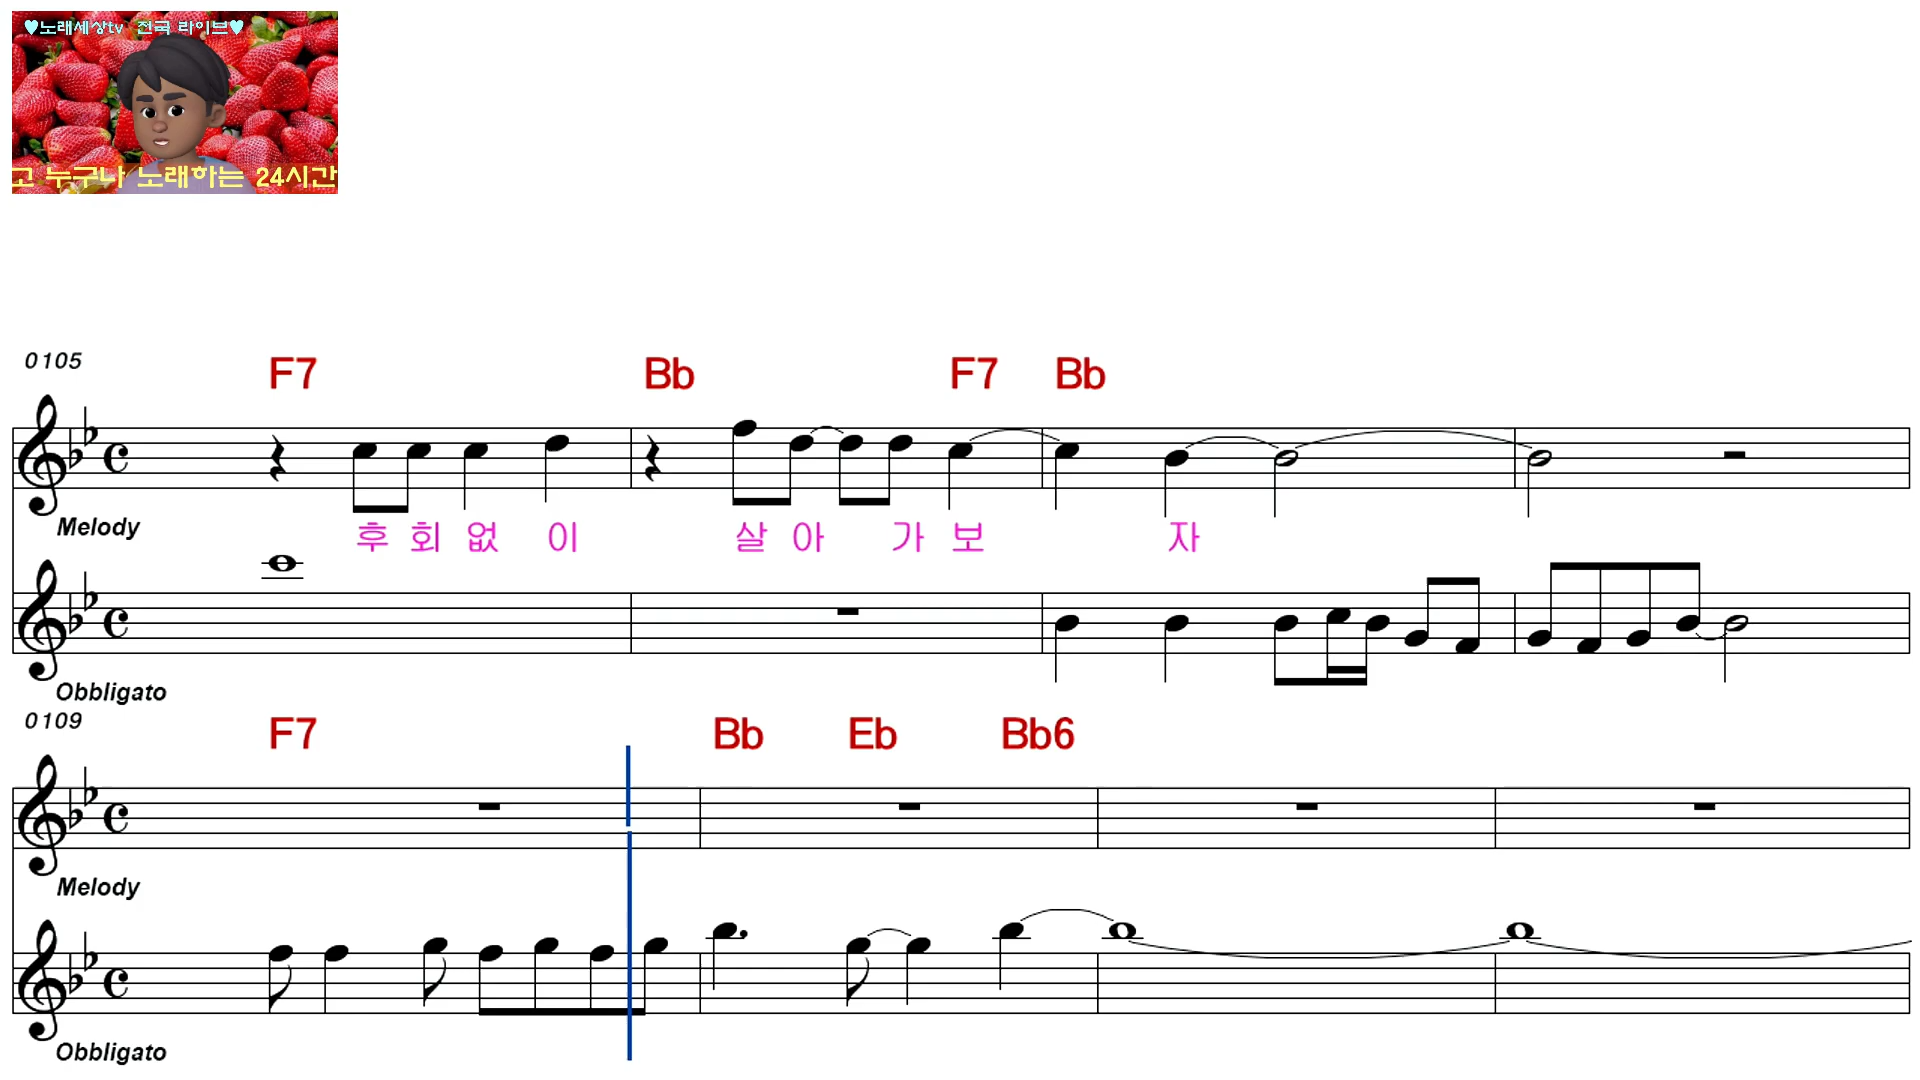 ♥노래세상tv 전국 라이브♥
고 누구나 노래하는 24시간
0105
F7 Bb F7 Bb
Melody
후 회 없 이 살 아 가 보 자
Obbligato
0109
F7 Bb Eb Bb6
Melody
Obbligato